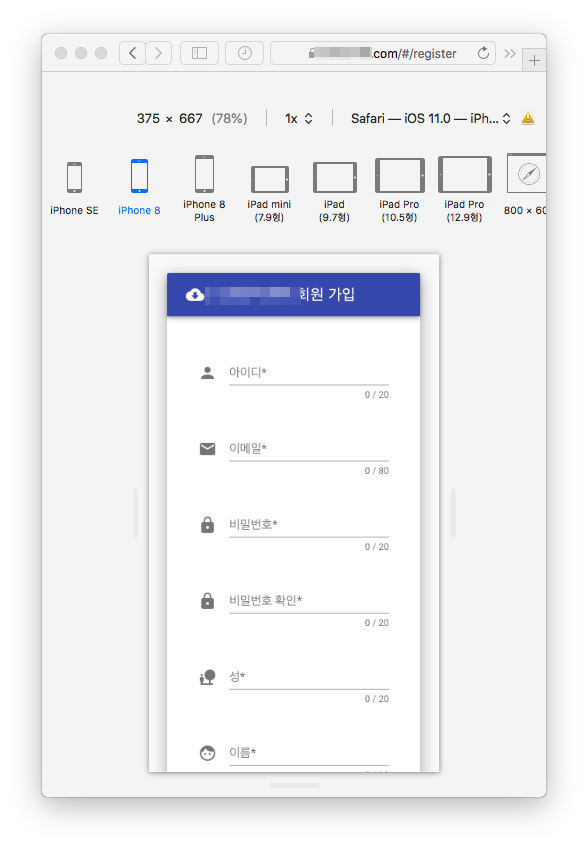 .com/#/register
375 × 667 (78%) 1x Safari — iOS 11.0 — iPh...
iPhone SE
iPhone 8
iPhone 8
Plus
iPad mini
(7.9형)
iPad
(9.7형)
iPad Pro
(10.5형)
iPad Pro
(12.9형)
800 × 60
회원 가입
아이디*
0 / 20
이메일*
0 / 80
비밀번호*
0 / 20
비밀번호 확인*
0 / 20
성*
0 / 20
이름*